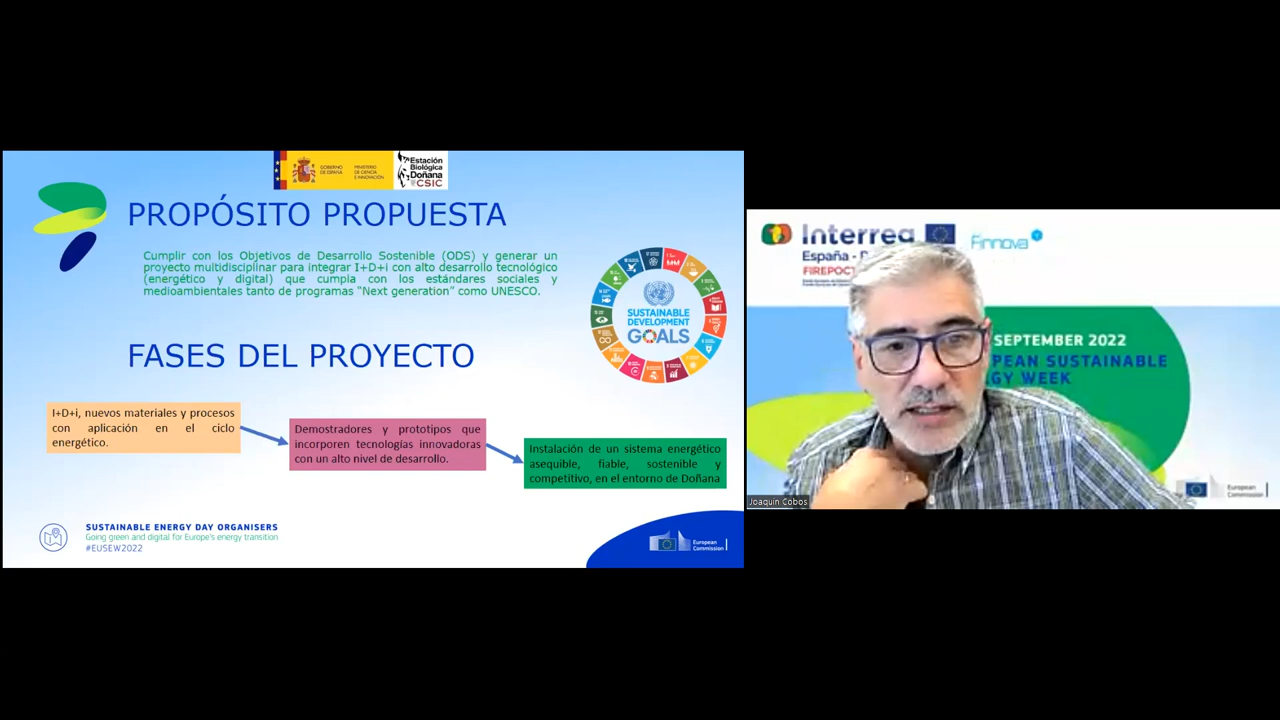 GOBIERNO
DE ESPAÑA
MINISTERIO
DE CIENCIA
E INNOVACIÓN
Estación
Biológica
Doñana
CSIC
PROPÓSITO PROPUESTA
Cumplir con los Objetivos de Desarrollo Sostenible (ODS) y generar un
proyecto multidisciplinar para integrar I+D+i con alto desarrollo tecnológico
(energético y digital) que cumpla con los estándares sociales y
medioambientales tanto de programas "Next generation" como UNESCO.
SUSTAINABLE
DEVELOPMENT
GOALS
FASES DEL PROYECTO
I+D+i, nuevos materiales y procesos
con aplicación en el ciclo
energético.
Demostradores y prototipos que
incorporen tecnologías innovadoras
con un alto nivel de desarrollo.
Instalación de un sistema energético
asequible, fiable, sostenible y
competitivo, en el entorno de Doñana
SUSTAINABLE ENERGY DAY ORGANISERS
Going green and digital for Europe's energy transition
#EUSEW2022
European
Commission
Interreg
Finnova
España - P
FIREPOCT
SEPTEMBER 2022
PEAN SUSTAINABLE
GY WEEK
European
Commission
Joaquín Cobos